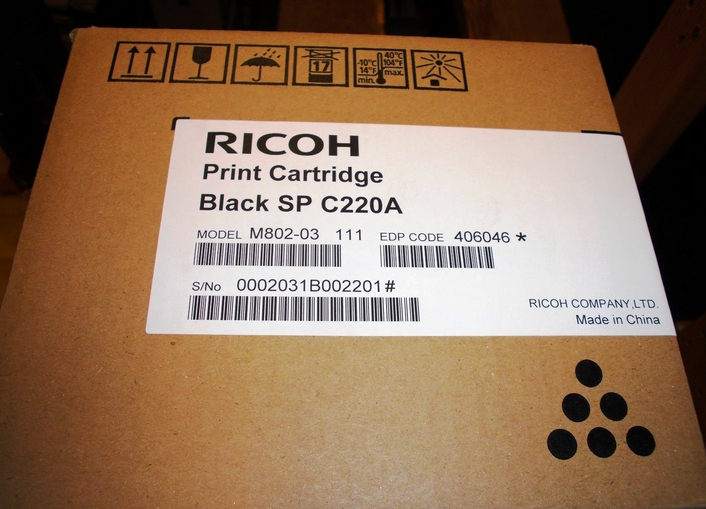 17
-10°C 40°C
14°F 104°F
min. max.
RICOH
Print Cartridge
Black SP C220A
MODEL M802-03 111 EDP CODE 406046 *
S/No 0002031B002201#
RICOH COMPANY,LTD.
Made in China